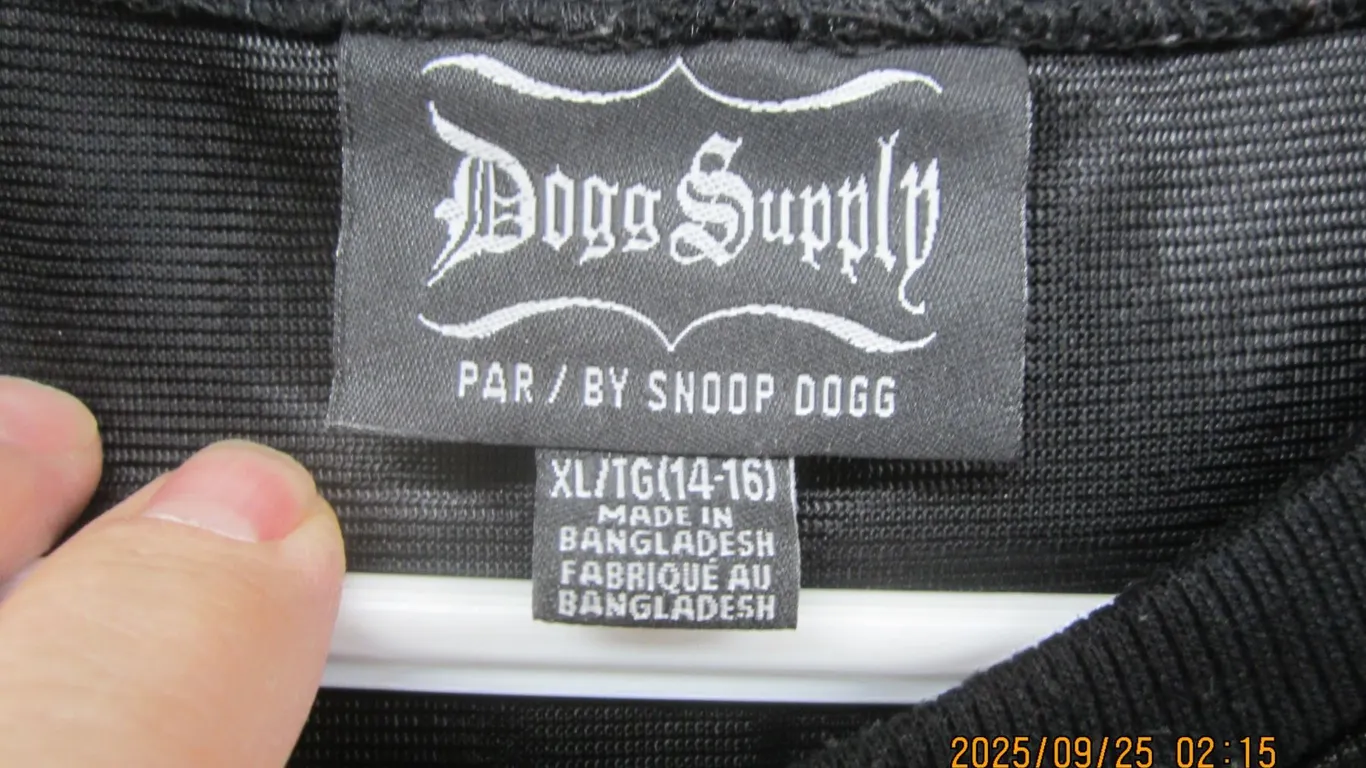 Dogg Supply
PAR / BY SNOOP DOGG
XL/TG(14-16)
MADE IN
BANGLADESH
FABRIQUÉ AU
BANGLADESH
2025/09/25 02:15